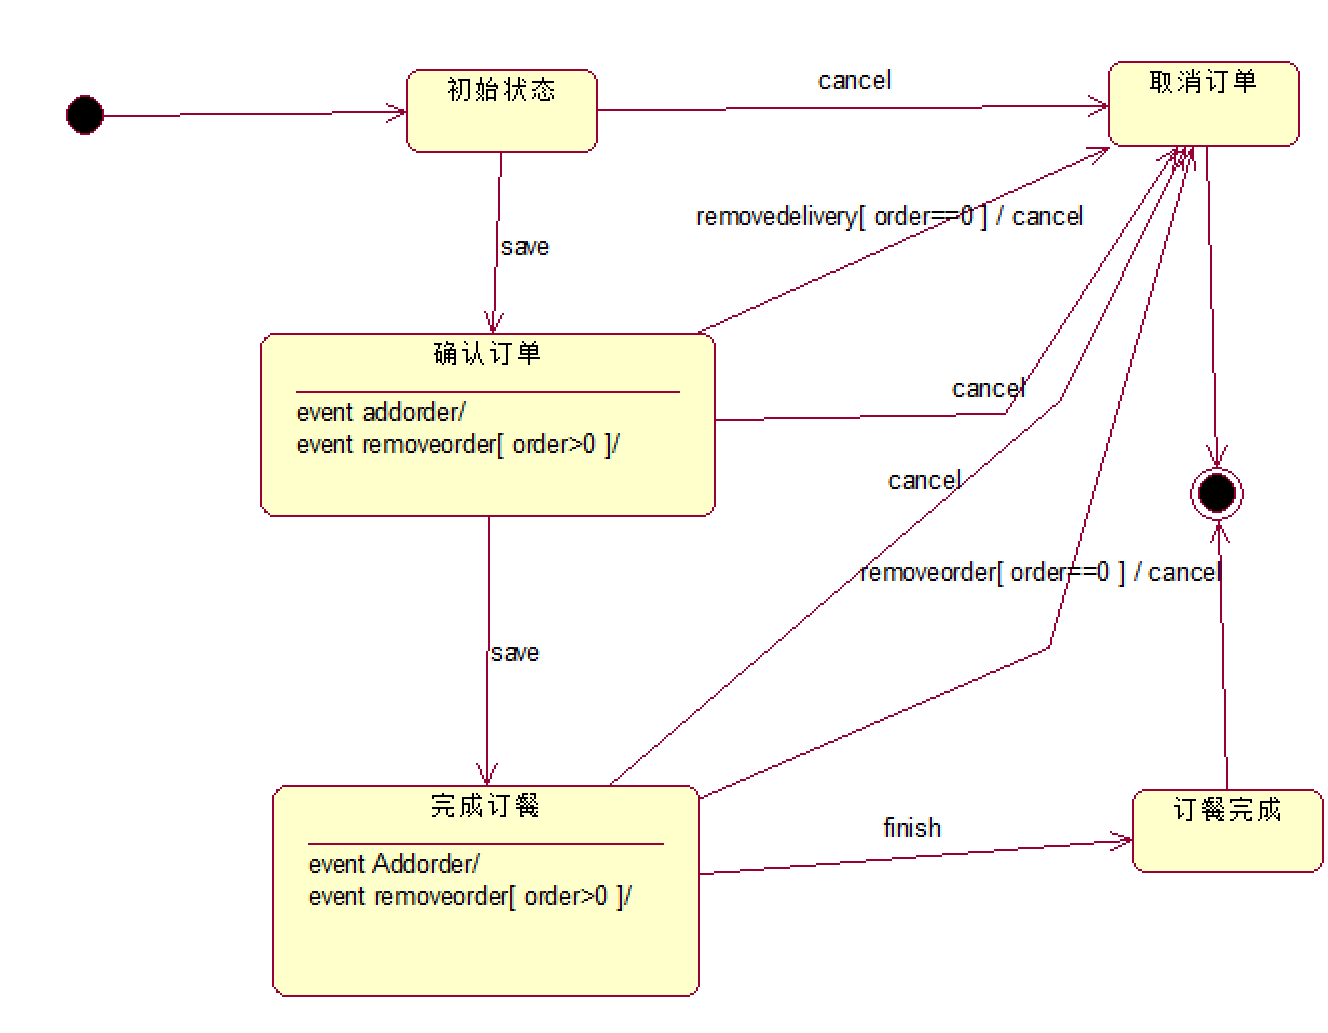 初始状态
cancel
取消订单
removedelivery[ order==0 ] / cancel
save
确认订单
event addorder/
event removeorder[ order>0 ]/
cancel
cancel
removeorder[ order==0 ] / cancel
save
完成订餐
event Addorder/
event removeorder[ order>0 ]/
finish
订餐完成